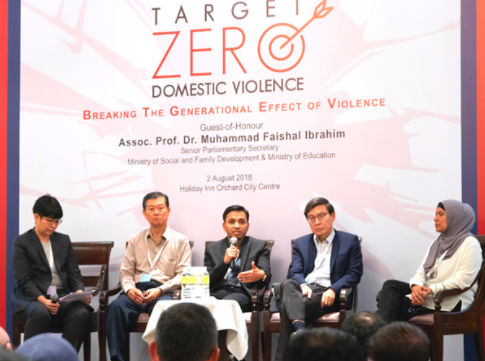 TARGET
ZERO
DOMESTIC VIOLENCE
BREAKING THE GENERATIONAL EFFECT OF VIOLENCE
Guest-of-Honour
Assoc. Prof. Dr. Muhammad Faishal Ibrahim
Senior Parliamentary Secretary
Ministry of Social and Family Development & Ministry of Education
2 August 2018
Holiday Inn Orchard City Centre